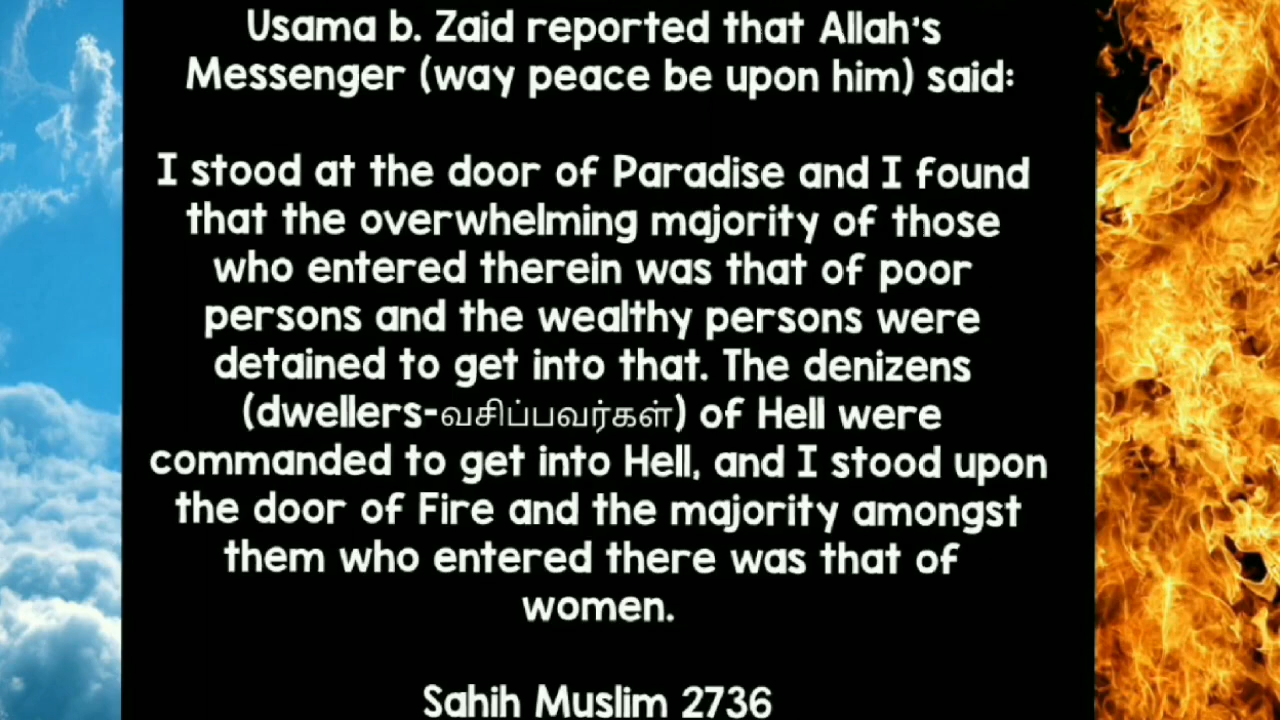 Usama b. Zaid reported that Allah's
Messenger (way peace be upon him) said:
I stood at the door of Paradise and I found
that the overwhelming majority of those
who entered therein was that of poor
persons and the wealthy persons were
detained to get into that. The denizens
(dwellers-வசிப்பவர்கள்) of Hell were
commanded to get into Hell, and I stood upon
the door of Fire and the majority amongst
them who entered there was that of
women.
Sahih Muslim 2736